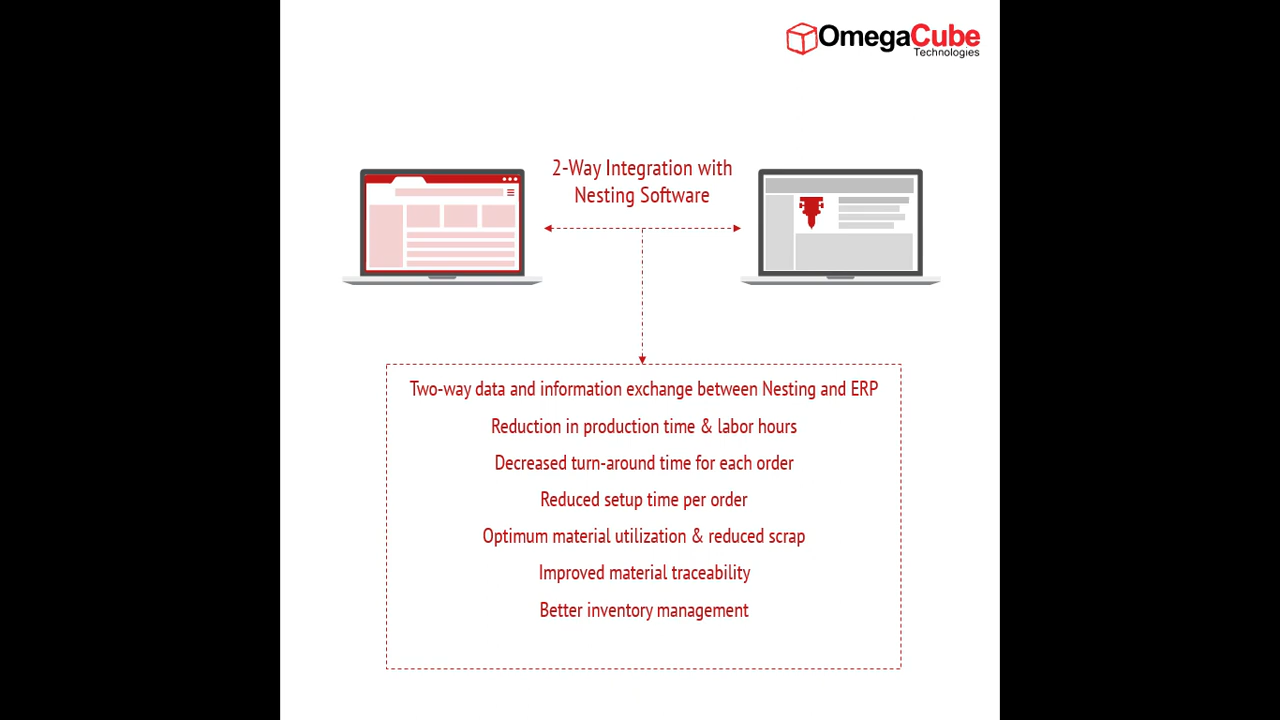 OmegaCube
Technologies
2-Way Integration with
Nesting Software
Two-way data and information exchange between Nesting and ERP
Reduction in production time & labor hours
Decreased turn-around time for each order
Reduced setup time per order
Optimum material utilization & reduced scrap
Improved material traceability
Better inventory management